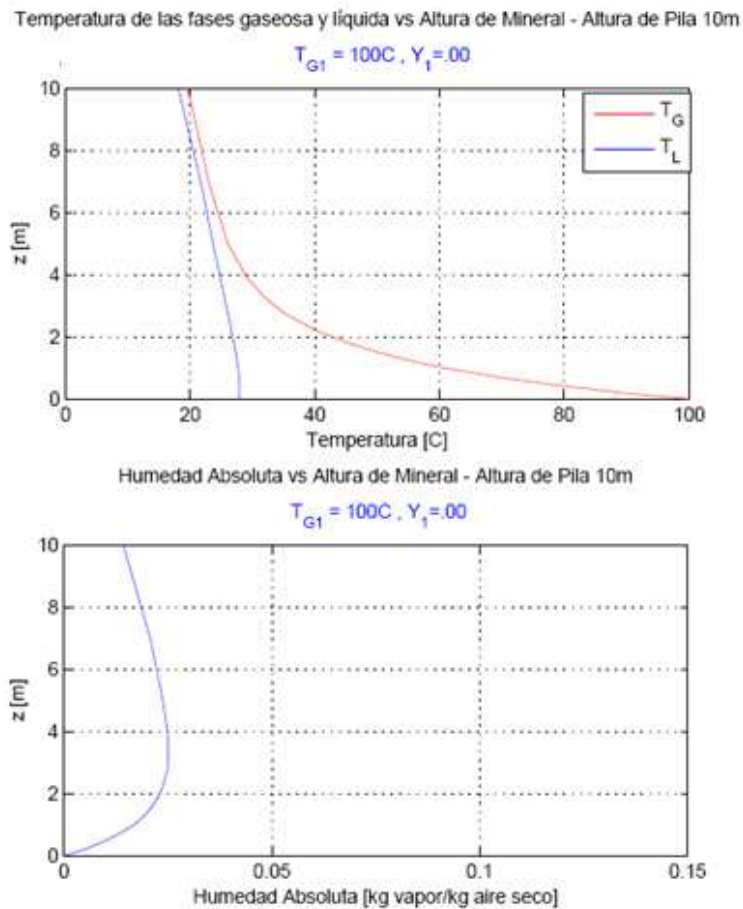 Temperatura de las fases gaseosa y líquida vs Altura de Mineral - Altura de Pila 10m
T_G1 = 100C , Y_1=.00
T_G
T_L
10
8
6
4
2
0
z [m]
0 20 40 60 80 100
Temperatura [C]
Humedad Absoluta vs Altura de Mineral - Altura de Pila 10m
T_G1 = 100C , Y_1=.00
10
8
6
4
2
0
z [m]
0 0.05 0.1 0.15
Humedad Absoluta [kg vapor/kg aire seco]